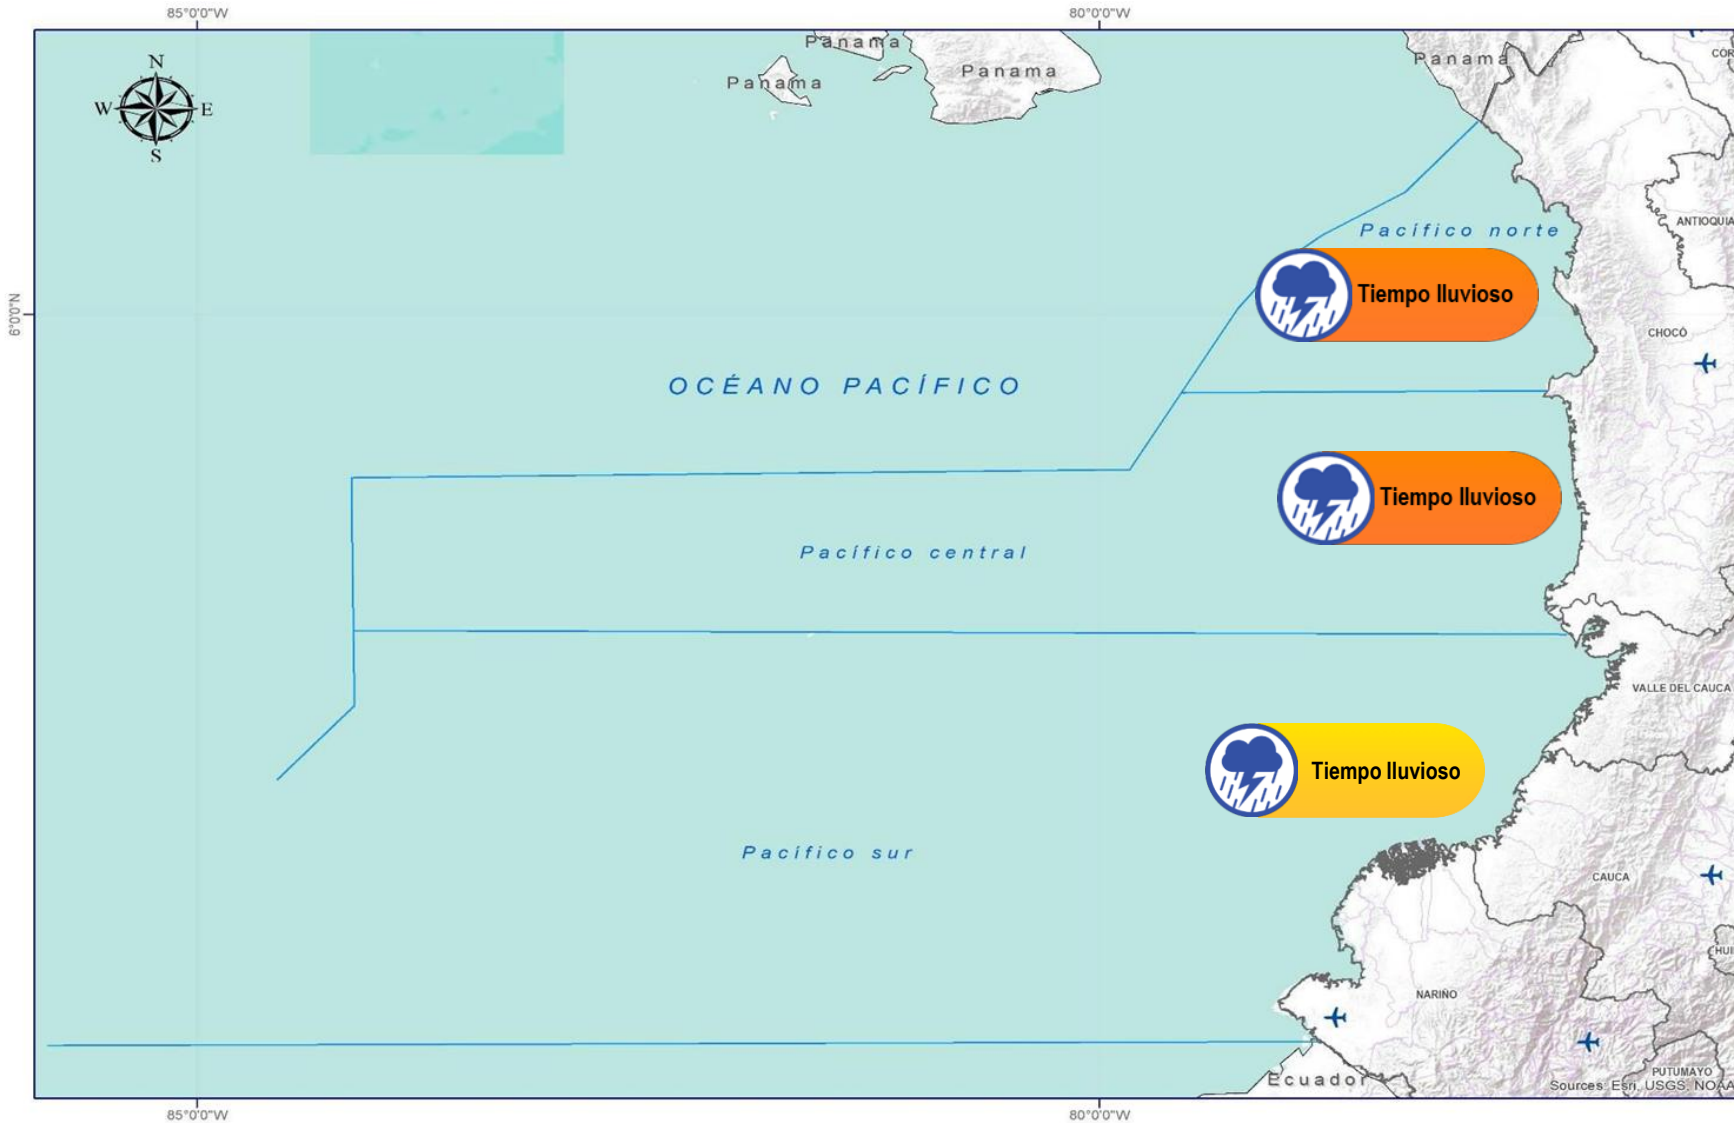 85°0'0"W
80°0'0"W
N
W
E
S
Panama
Panama
Panama
Panama
COR
ANTIOQUIA
Pacífico norte
Tiempo lluvioso
6°0'0"N
CHOCÓ
OCÉANO PACÍFICO
Tiempo lluvioso
Pacífico central
VALLE DEL CAUCA
Tiempo lluvioso
Pacífico sur
CAUCA
HUI
NARIÑO
PUTUMAYO
Ecuador
Sources: Esri, USGS, NOAA
85°0'0"W
80°0'0"W